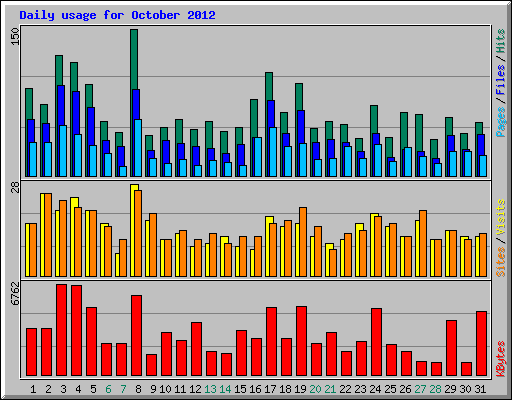 Daily usage for October 2012
150
Pages / Files / Hits
28
Sites / Visits
6762
KBytes
1 2 3 4 5 6 7 8 9 10 11 12 13 14 15 16 17 18 19 20 21 22 23 24 25 26 27 28 29 30 31